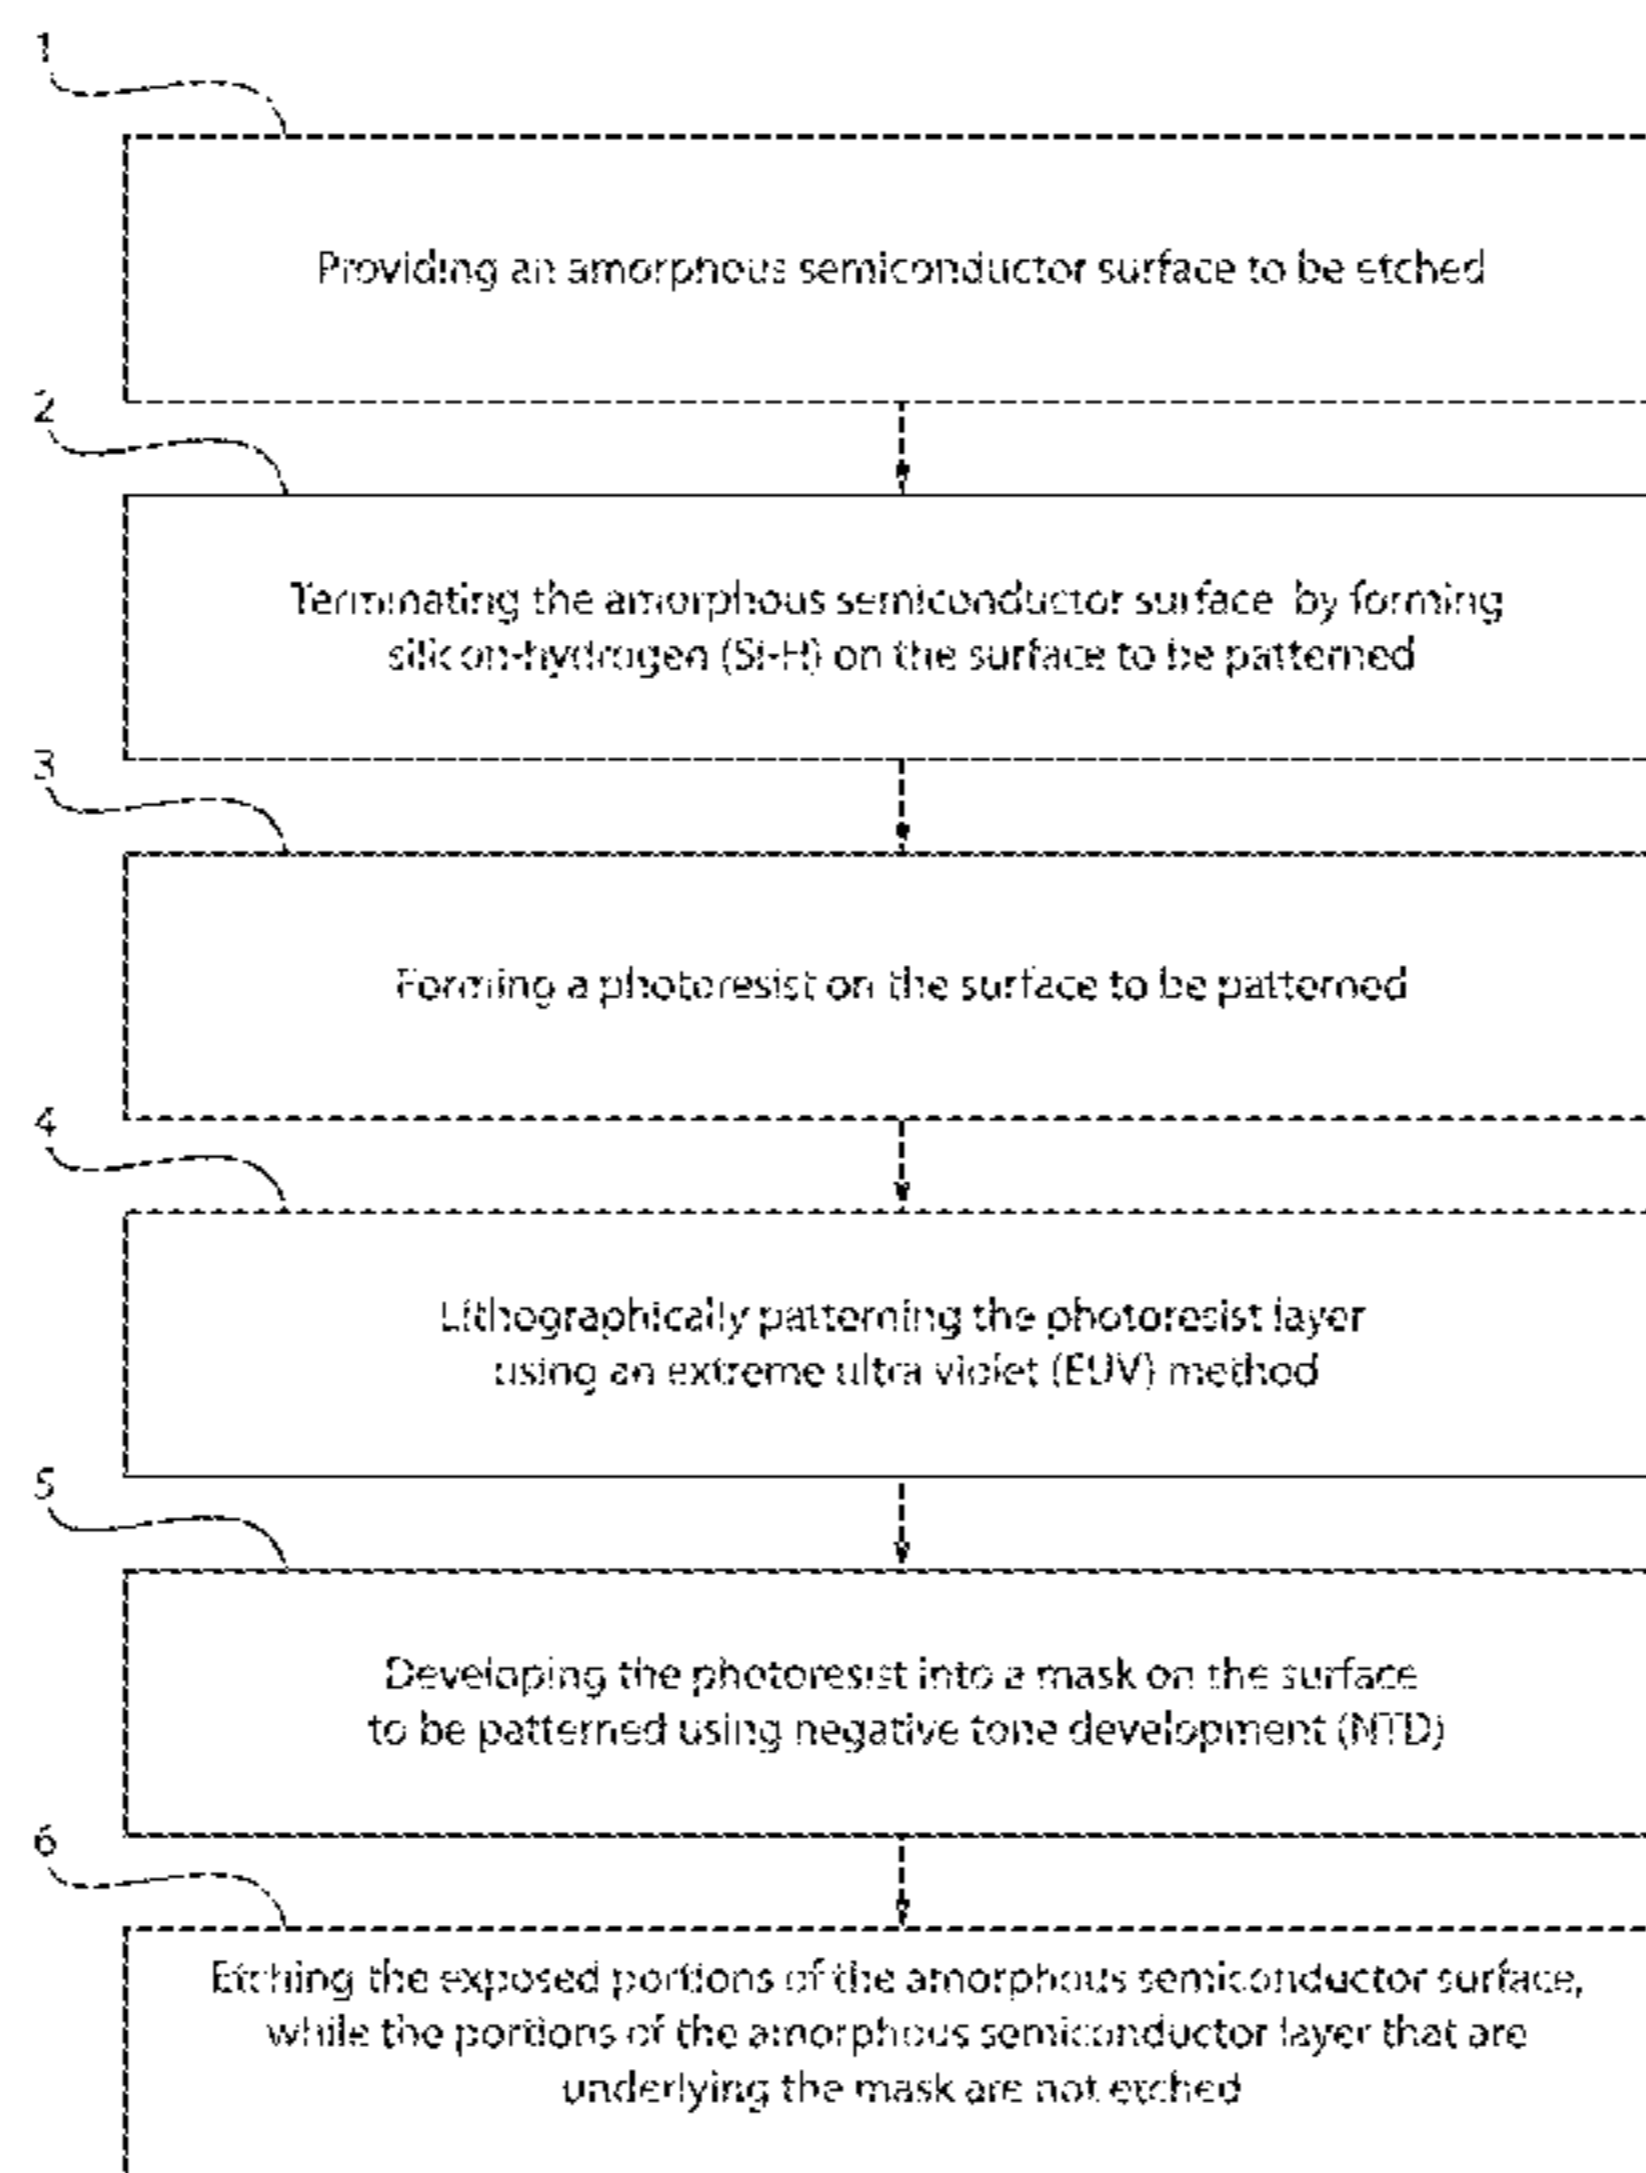 1
Providing an amorphous semiconductor surface to be etched
2
Terminating the amorphous semiconductor surface by forming
silicon-hydrogen (Si-H) on the surface to be patterned
3
Forming a photoresist on the surface to be patterned
4
Lithographically patterning the photoresist layer
using an extreme ultra violet (EUV) method
5
Developing the photoresist into a mask on the surface
to be patterned using negative tone development (NTD)
6
Etching the exposed portions of the amorphous semiconductor surface,
while the portions of the amorphous semiconductor layer that are
underlying the mask are not etched